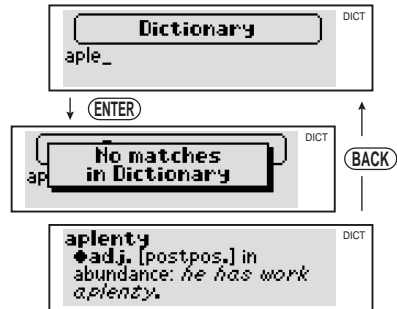 Dictionary
DICT
aple_
ENTER
DICT
No matches
in Dictionary
ap
BACK
aplenty
DICT
◆adj. [postpos.] in
abundance: he has work
aplenty.